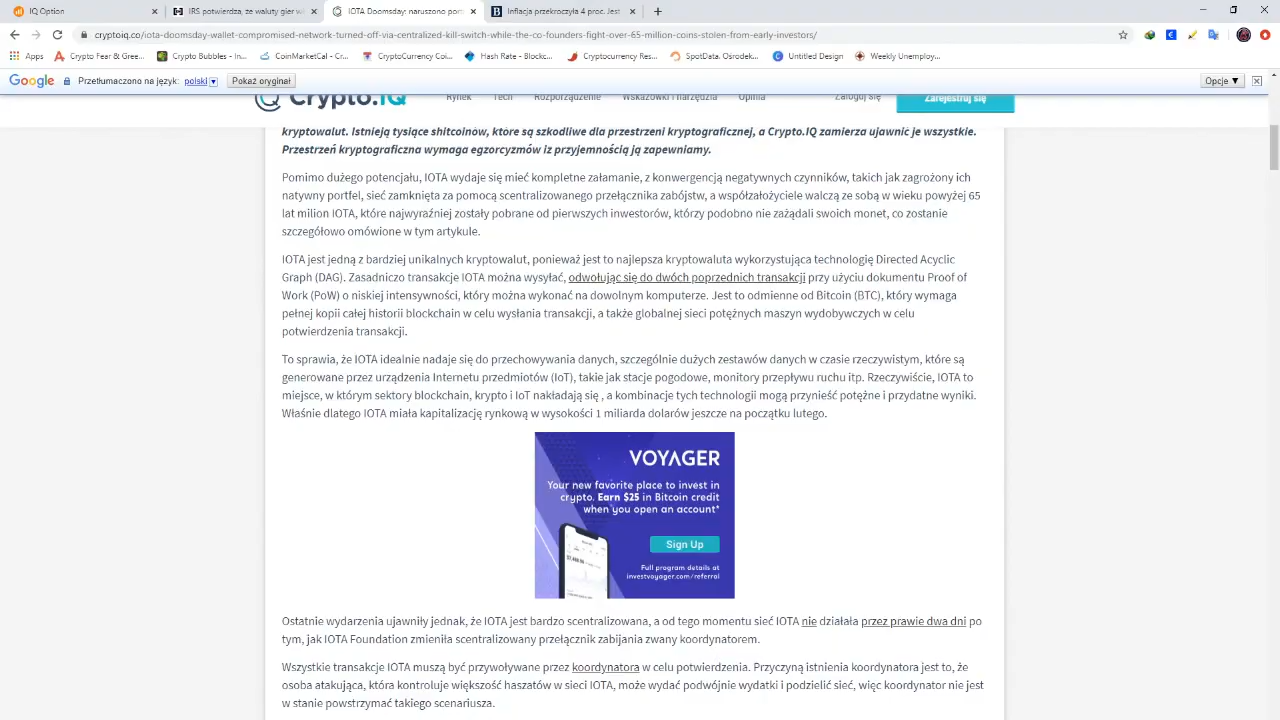 IQ Option
IRS potwierdza, że waluty gier w
IOTA Doomsday: naruszono port
Inflacja przekroczyła 4 proc. Jest
cryptoiq.co/iota-doomsday-wallet-compromised-network-turned-off-via-centralized-kill-switch-while-the-co-founders-fight-over-65-million-coins-stolen-from-early-investors/
Apps
Crypto Fear & Gree...
Crypto Bubbles - In...
CoinMarketCal - Cr...
CryptoCurrency Coi...
Hash Rate - Blockc...
Cryptocurrency Res...
SpotData. Ośrodek...
Untitled Design
Weekly Unemploy...
Google Przetłumaczono na język: polski Pokaż oryginał Opcje ▼
Crypto.IQ Rynek Tech Rozporządzenie Wskazówki i narzędzia Opinia Zaloguj się Zarejestruj się
kryptowalut. Istnieją tysiące shitcoinów, które są szkodliwe dla przestrzeni kryptograficznej, a Crypto.IQ zamierza ujawnić je wszystkie.
Przestrzeń kryptograficzna wymaga egzorcyzmów iz przyjemnością ją zapewniamy.
Pomimo dużego potencjału, IOTA wydaje się mieć kompletne załamanie, z konwergencją negatywnych czynników, takich jak zagrożony ich
natywny portfel, sieć zamknięta za pomocą scentralizowanego przełącznika zabójstw, a współzałożyciele walczą ze sobą w wieku powyżej 65
lat milion IOTA, które najwyraźniej zostały pobrane od pierwszych inwestorów, którzy podobno nie zażądali swoich monet, co zostanie
szczegółowo omówione w tym artykule.
IOTA jest jedną z bardziej unikalnych kryptowalut, ponieważ jest to najlepsza kryptowaluta wykorzystująca technologię Directed Acyclic
Graph (DAG). Zasadniczo transakcje IOTA można wysyłać, odwołując się do dwóch poprzednich transakcji przy użyciu dokumentu Proof of
Work (PoW) o niskiej intensywności, który można wykonać na dowolnym komputerze. Jest to odmienne od Bitcoin (BTC), który wymaga
pełnej kopii całej historii blockchain w celu wysłania transakcji, a także globalnej sieci potężnych maszyn wydobywczych w celu
potwierdzenia transakcji.
To sprawia, że IOTA idealnie nadaje się do przechowywania danych, szczególnie dużych zestawów danych w czasie rzeczywistym, które są
generowane przez urządzenia Internetu przedmiotów (IoT), takie jak stacje pogodowe, monitory przepływu ruchu itp. Rzeczywiście, IOTA to
miejsce, w którym sektory blockchain, krypto i IoT nakładają się , a kombinacje tych technologii mogą przynieść potężne i przydatne wyniki.
Właśnie dlatego IOTA miała kapitalizację rynkową w wysokości 1 miliarda dolarów jeszcze na początku lutego.
VOYAGER
Your new favorite place to invest in
crypto. Earn $25 in Bitcoin credit
when you open an account*
Sign Up
Full program details at
investvoyager.com/referral
Ostatnie wydarzenia ujawniły jednak, że IOTA jest bardzo scentralizowana, a od tego momentu sieć IOTA nie działała przez prawie dwa dni po
tym, jak IOTA Foundation zmieniła scentralizowany przełącznik zabijania zwany koordynatorem.
Wszystkie transakcje IOTA muszą być przywoływane przez koordynatora w celu potwierdzenia. Przyczyną istnienia koordynatora jest to, że
osoba atakująca, która kontroluje większość haszatów w sieci IOTA, może wydać podwójnie wydatki i podzielić sieć, więc koordynator nie jest
w stanie powstrzymać takiego scenariusza.